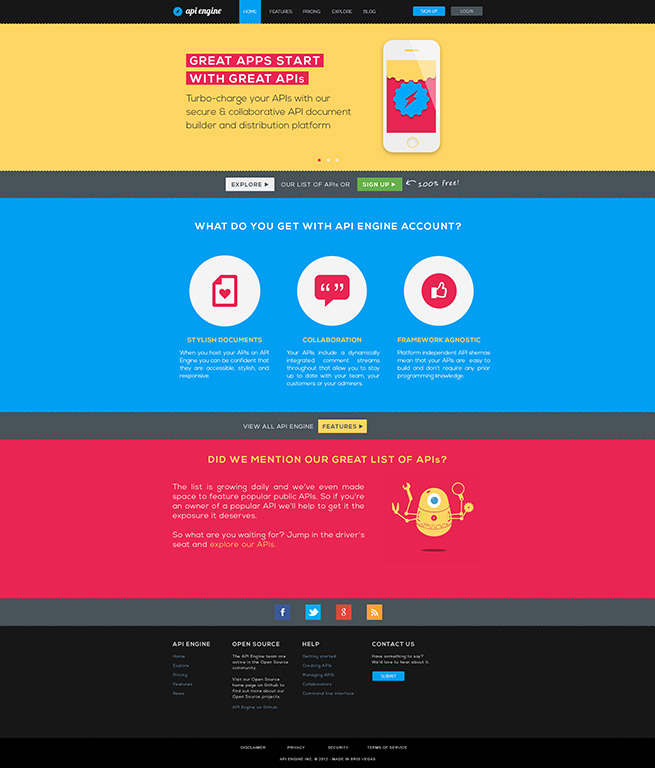 api engine
HOME FEATURES PRICING EXPLORE BLOG SIGN UP LOGIN
GREAT APPS START
WITH GREAT APIs
Turbo-charge your APIs with our
secure & collaborative API document
builder and distribution platform
EXPLORE OUR LIST OF APIs OR SIGN UP 100% free!
WHAT DO YOU GET WITH API ENGINE ACCOUNT?
STYLISH DOCUMENTS
When you host your APIs on API
Engine you can be confident that
they are accessible, stylish, and
responsive.
COLLABORATION
Your APIs include a dynamically
integrated comment streams
throughout that allow you to stay
up to date with your team, your
customers or your admirers.
FRAMEWORK AGNOSTIC
Platform independent API shemas
mean that your APIs are easy to
build and don't require any prior
programming knowledge.
VIEW ALL API ENGINE FEATURES
DID WE MENTION OUR GREAT LIST OF APIs?
The list is growing daily and we've even made
space to feature popular public APIs. So if you're
an owner of a popular API we'll help to get it the
exposure it deserves.
So what are you waiting for? Jump in the driver's
seat and explore our APIs.
API ENGINE
Home
Explore
Pricing
Features
News
OPEN SOURCE
The API Engine team are
active in the Open Source
community.
Visit our Open Source
home page on Github to
find out more about our
Open Source projects.
API Engine on Github
HELP
Getting started
Creating APIs
Managing APIs
Collaborators
Command line interface
CONTACT US
Have something to say?
We'd love to hear about it.
SUBMIT
DISCLAIMER PRIVACY SECURITY TERMS OF SERVICE
API ENGINE INC. © 2012 - MADE IN BRIS VEGAS